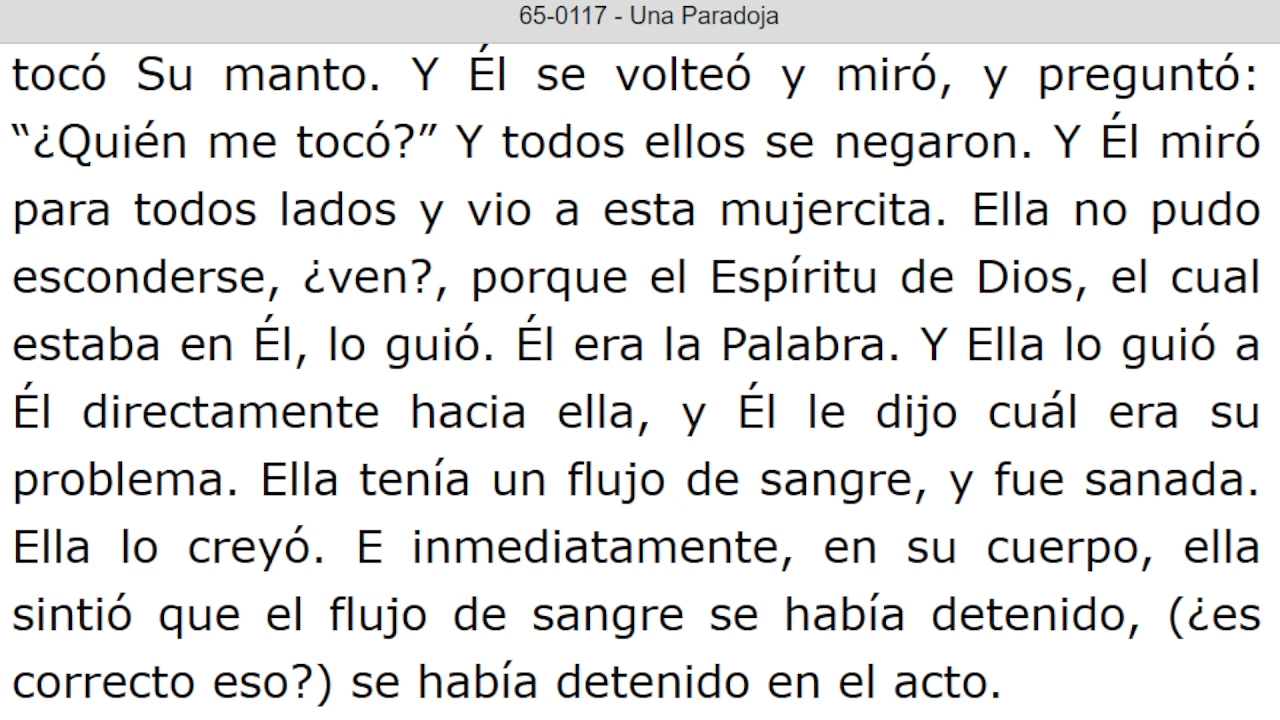 65-0117 - Una Paradoja
tocó Su manto. Y Él se volteó y miró, y preguntó:
“¿Quién me tocó?” Y todos ellos se negaron. Y Él miró
para todos lados y vio a esta mujercita. Ella no pudo
esconderse, ¿ven?, porque el Espíritu de Dios, el cual
estaba en Él, lo guió. Él era la Palabra. Y Ella lo guió a
Él directamente hacia ella, y Él le dijo cuál era su
problema. Ella tenía un flujo de sangre, y fue sanada.
Ella lo creyó. E inmediatamente, en su cuerpo, ella
sintió que el flujo de sangre se había detenido, (¿es
correcto eso?) se había detenido en el acto.